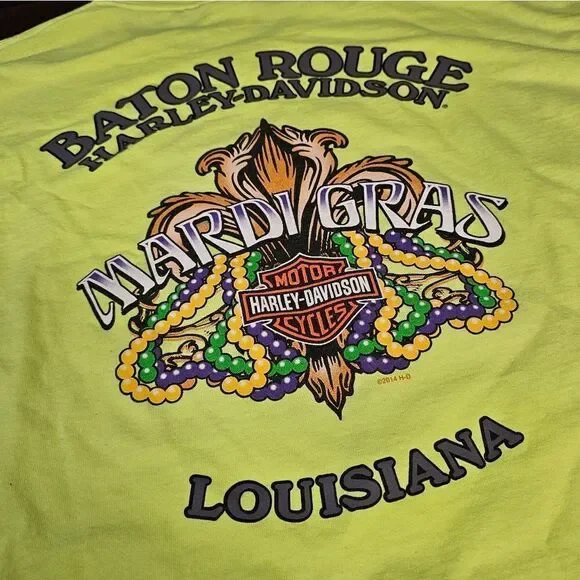 BATON ROUGE
HARLEY-DAVIDSON
MARDI GRAS
MOTOR
HARLEY-DAVIDSON
CYCLES
©2014 H-D
LOUISIANA